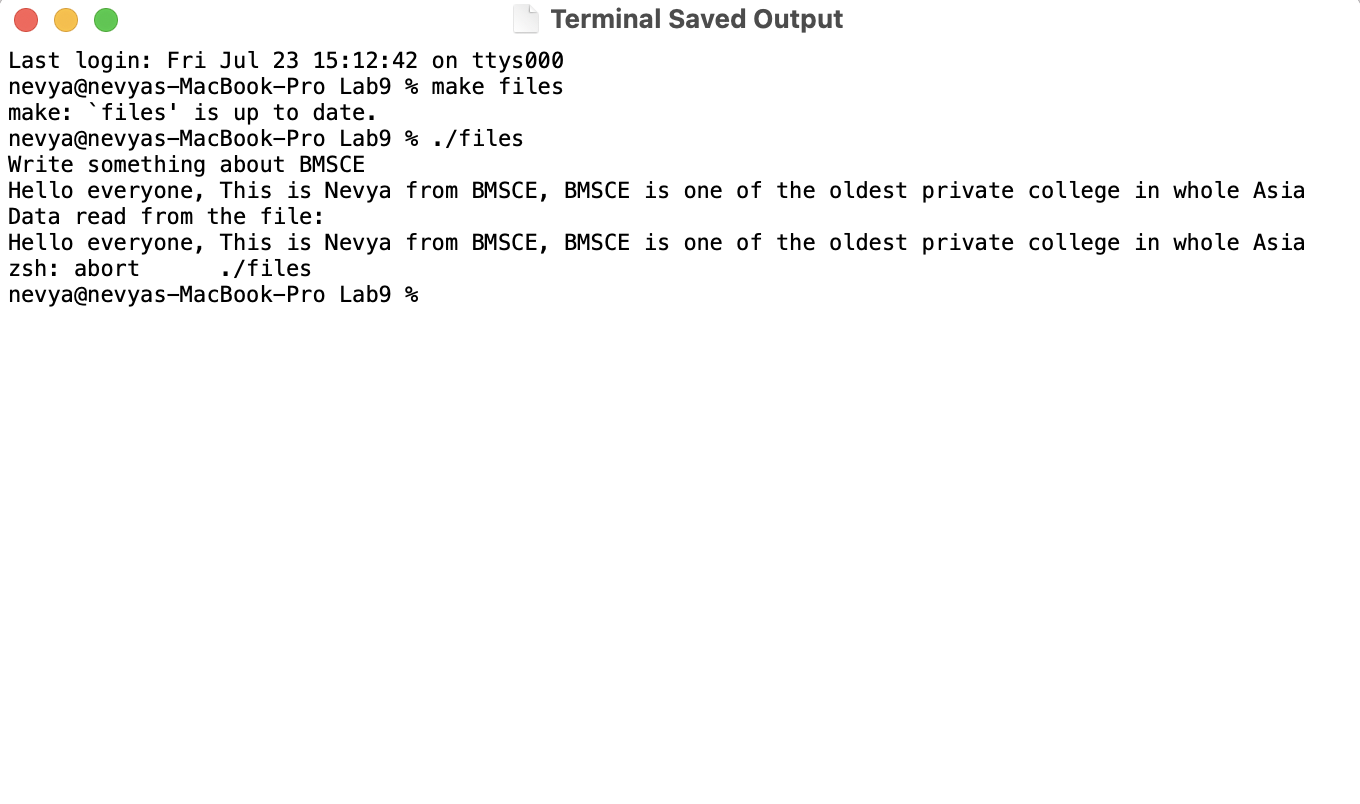 Terminal Saved Output
Last login: Fri Jul 23 15:12:42 on ttys000
nevya@nevyas-MacBook-Pro Lab9 % make files
make: `files' is up to date.
nevya@nevyas-MacBook-Pro Lab9 % ./files
Write something about BMSCE
Hello everyone, This is Nevya from BMSCE, BMSCE is one of the oldest private college in whole Asia
Data read from the file:
Hello everyone, This is Nevya from BMSCE, BMSCE is one of the oldest private college in whole Asia
zsh: abort      ./files
nevya@nevyas-MacBook-Pro Lab9 %